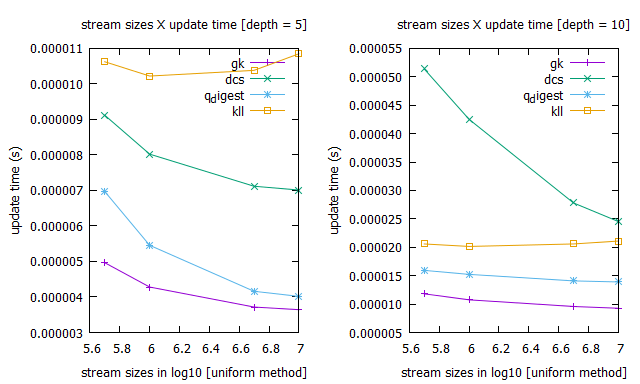 stream sizes X update time [depth = 5]
0.000011
0.000010
0.000009
0.000008
0.000007
0.000006
0.000005
0.000004
0.000003
update time (s)
gk
dcs
q_digest
kll
5.6 5.8 6 6.2 6.4 6.6 6.8 7
stream sizes in log10 [uniform method]
stream sizes X update time [depth = 10]
0.000055
0.000050
0.000045
0.000040
0.000035
0.000030
0.000025
0.000020
0.000015
0.000010
0.000005
update time (s)
gk
dcs
q_digest
kll
5.6 5.8 6 6.2 6.4 6.6 6.8 7
stream sizes in log10 [uniform method]